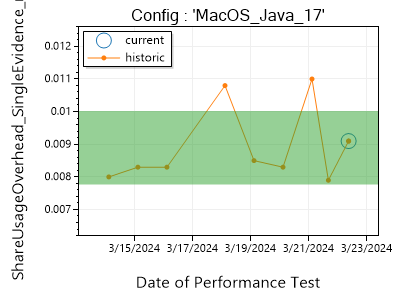 Config : 'MacOS_Java_17'
current
historic
0.012
0.011
0.01
0.009
0.008
0.007
3/15/2024
3/17/2024
3/19/2024
3/21/2024
3/23/2024
Date of Performance Test
ShareUsageOverhead_SingleEvidence_